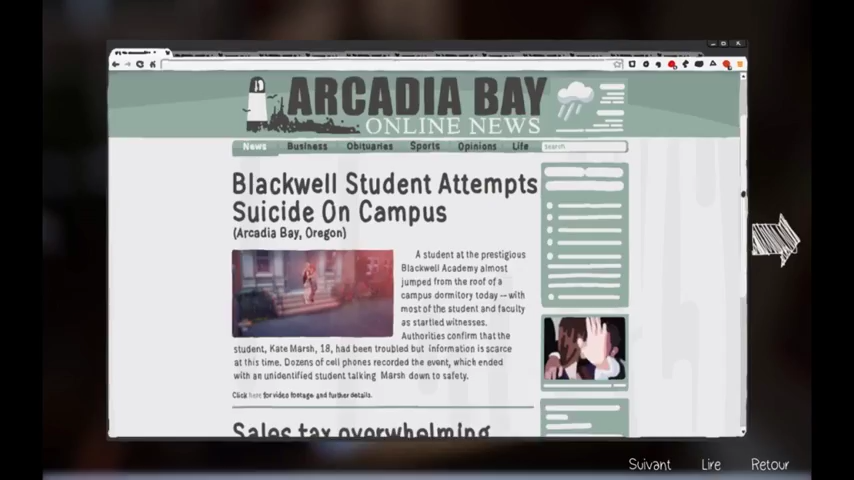 ARCADIA BAY
ONLINE NEWS
News Business Obituaries Sports Opinions Life search
Blackwell Student Attempts
Suicide On Campus
(Arcadia Bay, Oregon)
A student at the prestigious
Blackwell Academy almost
jumped from the roof of a
campus dormitory today — with
most of the student and faculty
as startled witnesses.
Authorities confirm that the
student, Kate Marsh, 18, had been troubled but information is scarce
at this time. Dozens of cell phones recorded the event, which ended
with an unidentified student talking Marsh down to safety.
Click here for video footage and further details.
Sales tax overwhelming
Suivant Lire Retour